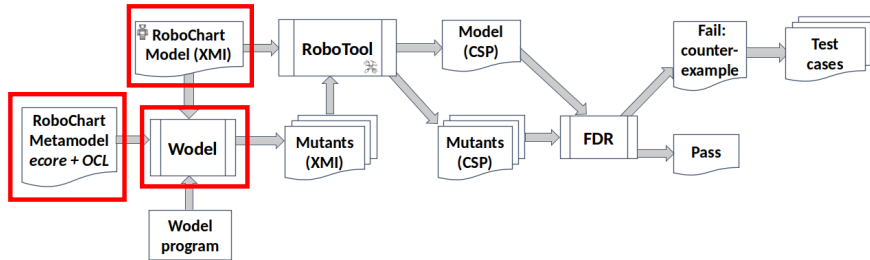 RoboChart
Model (XMI)
RoboTool
Model
(CSP)
Fail:
counter-
example
Test
cases
RoboChart
Metamodel
ecore + OCL
Wodel
Mutants
(XMI)
Mutants
(CSP)
FDR
Pass
Wodel
program